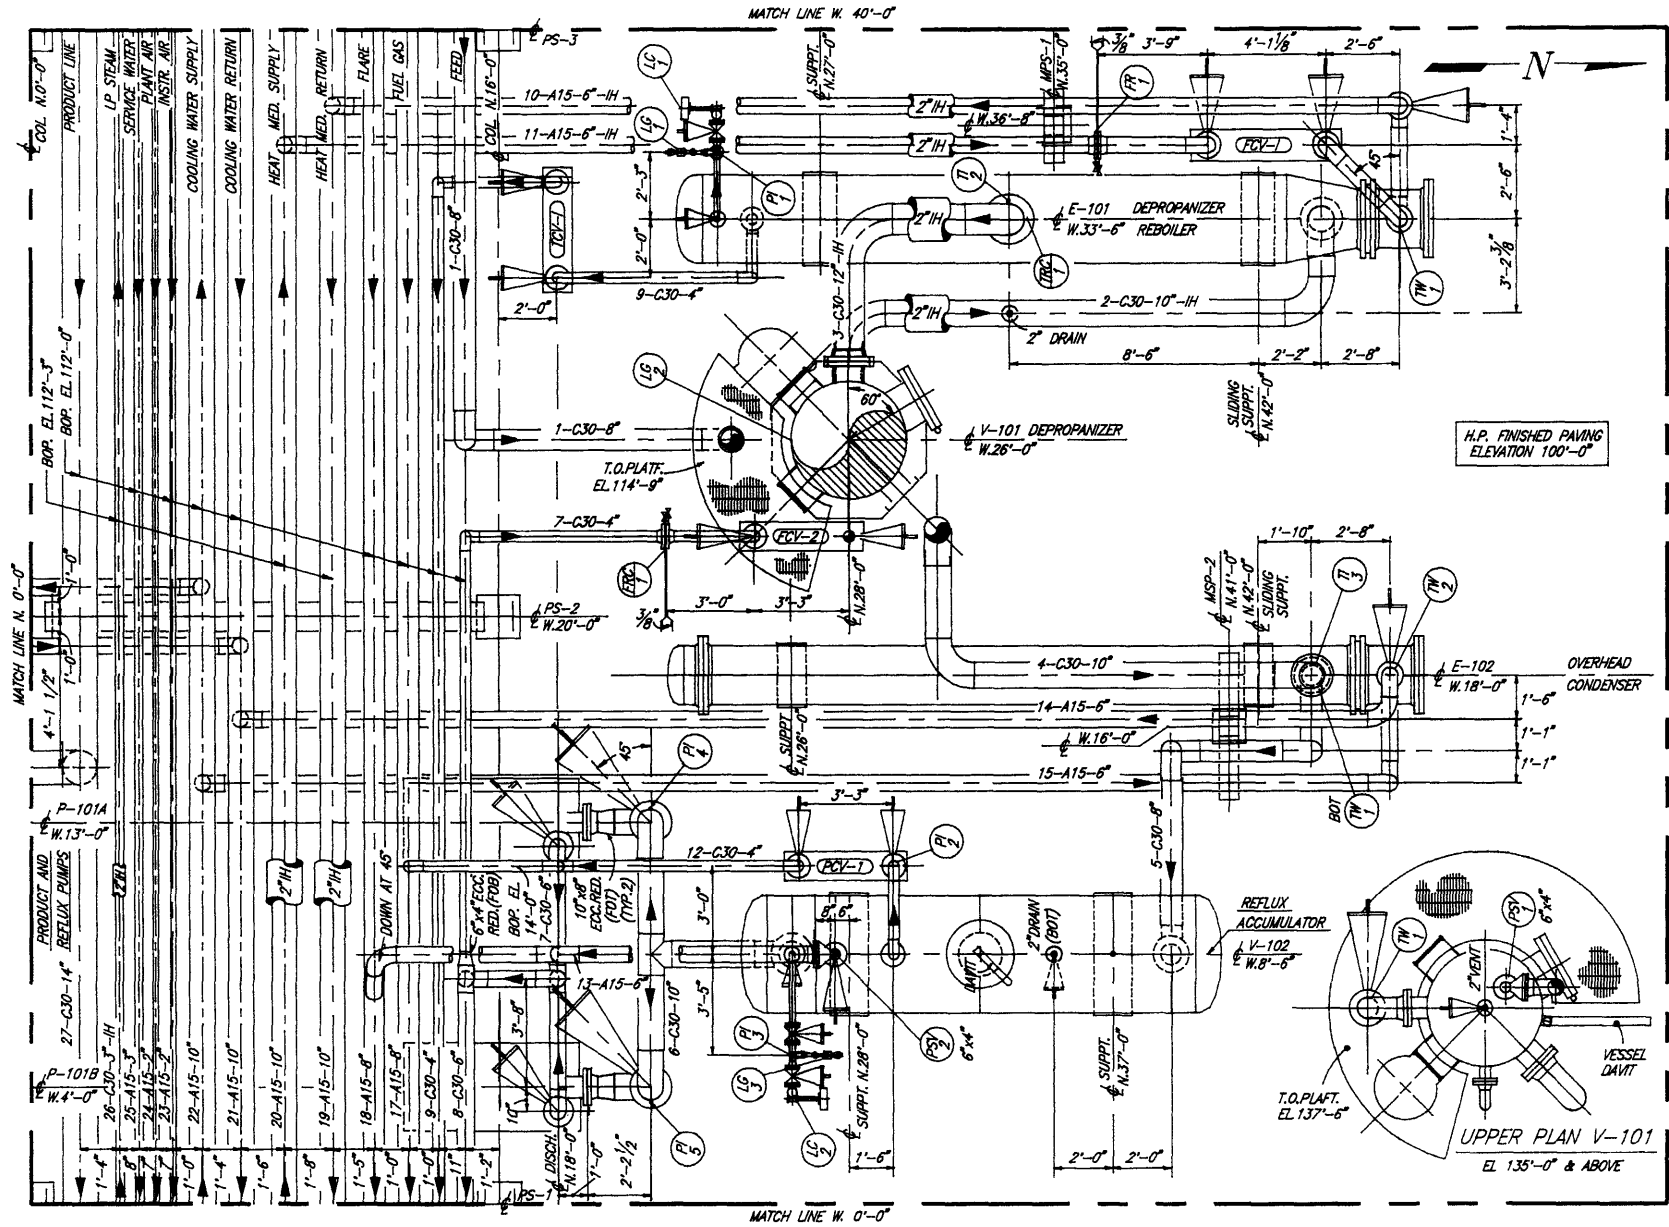 MATCH LINE W. 40'-0"
℄ PS-3
℄ COL N.0'-0"
PRODUCT LINE
LP STEAM
SERVICE WATER
PLANT AIR
INSTR. AIR
COOLING WATER SUPPLY
COOLING WATER RETURN
HEAT MED. SUPPLY
HEAT MED. RETURN
FLARE
FUEL GAS
FEED
℄ COL N.16'-0"
10-A15-6"-IH
11-A15-6"-IH
LC 1
LG 1
PI 1
℄ SUPPT. N.27'-0"
℄ MPS-1 W.35'-0"
3/8"
3'-9"
4'-1 1/8"
2'-6"
N
FR 1
2"IH
℄ W.36'-8"
2"IH
FCV-1
45°
1'-4"
2'-6"
3'-2 7/8"
TCV-1
1-C30-8"
2'-3"
2'-0"
9-C30-4"
2'-0"
TI 2
2"IH
℄ E-101 DEPROPANIZER
W.33'-6" REBOILER
TRC 1
TW 1
3-C30-12"-IH
2"IH
2-C30-10"-IH
2" DRAIN
8'-6"
2'-2"
2'-8"
SLIDING SUPPT. ℄ N.42'-0"
BOP. EL 112'-3"
BOP. EL 112'-0"
LG 2
60°
1-C30-8"
℄ V-101 DEPROPANIZER
W.26'-0"
H.P. FINISHED PAVING
ELEVATION 100'-0"
T.O.PLATF.
EL 114'-9"
7-C30-4"
FCV-2
FRC 1
3/8"
3'-0"
3'-3"
℄ N.28'-0"
1'-10"
2'-8"
℄ MSP-2 N.41'-0"
℄ N.42'-0" SLIDING SUPPT.
TI 3
TW 2
MATCH LINE N. 0'-0"
1'-0"
1'-0"
4'-1 1/2"
℄ PS-2
W.20'-0"
4-C30-10"
℄ E-102
W.18'-0"
OVERHEAD
CONDENSER
14-A15-6"
℄ W.16'-0"
1'-6"
1'-1"
1'-1"
℄ SUPPT N.26'-0"
45°
PI 4
15-A15-6"
BOT
TW 1
3'-3"
℄ P-101A
W.13'-0"
PRODUCT AND
REFLUX PUMPS
2"IH
2"IH
2"IH
DOWN AT 45°
6"x4"ECC.
RED.(FOB)
BOP. EL
14'-0"
7-C30-6"
10"x8"
ECC.RED.
(FOT)
(TYP.2)
12-C30-4"
PCV-1
PI 2
5-C30-8"
3'-0"
8"
6"
DAVIT
2"DRAIN
(BOT)
REFLUX
ACCUMULATOR
℄ V-102
W.8'-6"
13-A15-6"
3'-8"
3'-5"
6-C30-10"
PI 3
LG 3
LC 2
PSV 2
6"x4"
℄ SUPPT. N.28'-0"
℄ SUPPT. N.37'-0"
1'-6"
2'-0"
2'-0"
10"
PI 5
℄ P-101B
W.4'-0"
27-C30-14"
26-C30-3"-IH
25-A15-3"
24-A15-2"
23-A15-2"
22-A15-10"
21-A15-10"
20-A15-10"
19-A15-10"
18-A15-8"
17-A15-8"
9-C30-4"
8-C30-6"
1'-4"
8"
7"
7"
1'-0"
1'-4"
1'-6"
1'-8"
1'-5"
1'-0"
1'-0"
11"
1'-2"
℄ PS-1
℄ DISCH. N.18'-0"
1'-0"
2'-2 1/2"
TW 1
2"VENT
PSV 1
6"x4"
VESSEL
DAVIT
T.O.PLAFT.
EL 137'-6"
UPPER PLAN V-101
EL 135'-0" & ABOVE
MATCH LINE W. 0'-0"